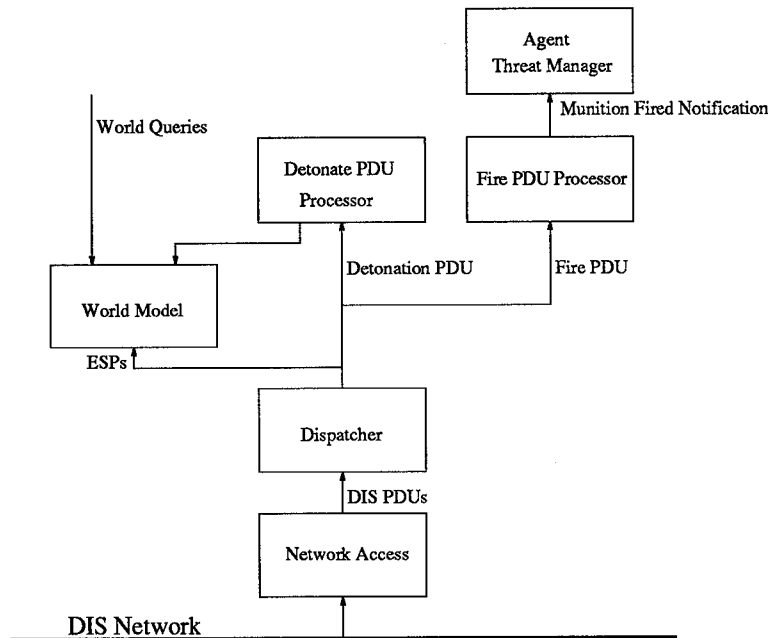 Agent
Threat Manager
Munition Fired Notification
World Queries
Detonate PDU
Processor
Fire PDU Processor
Detonation PDU
Fire PDU
World Model
ESPs
Dispatcher
DIS PDUs
Network Access
DIS Network